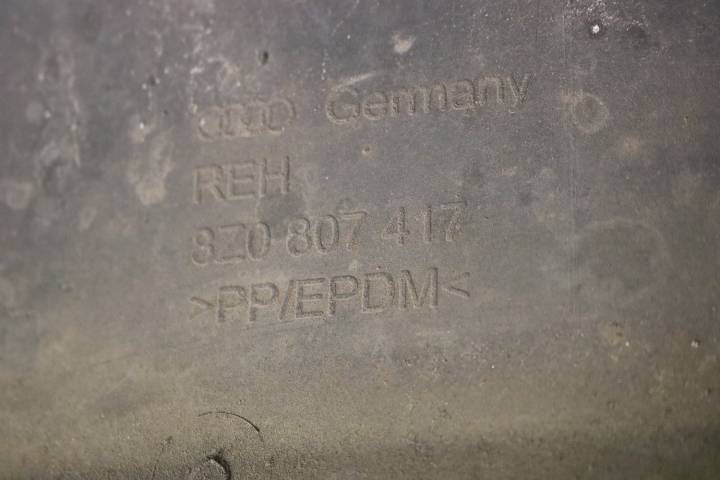 Germany
REH
8Z0 807 417
>PP/EPDM<